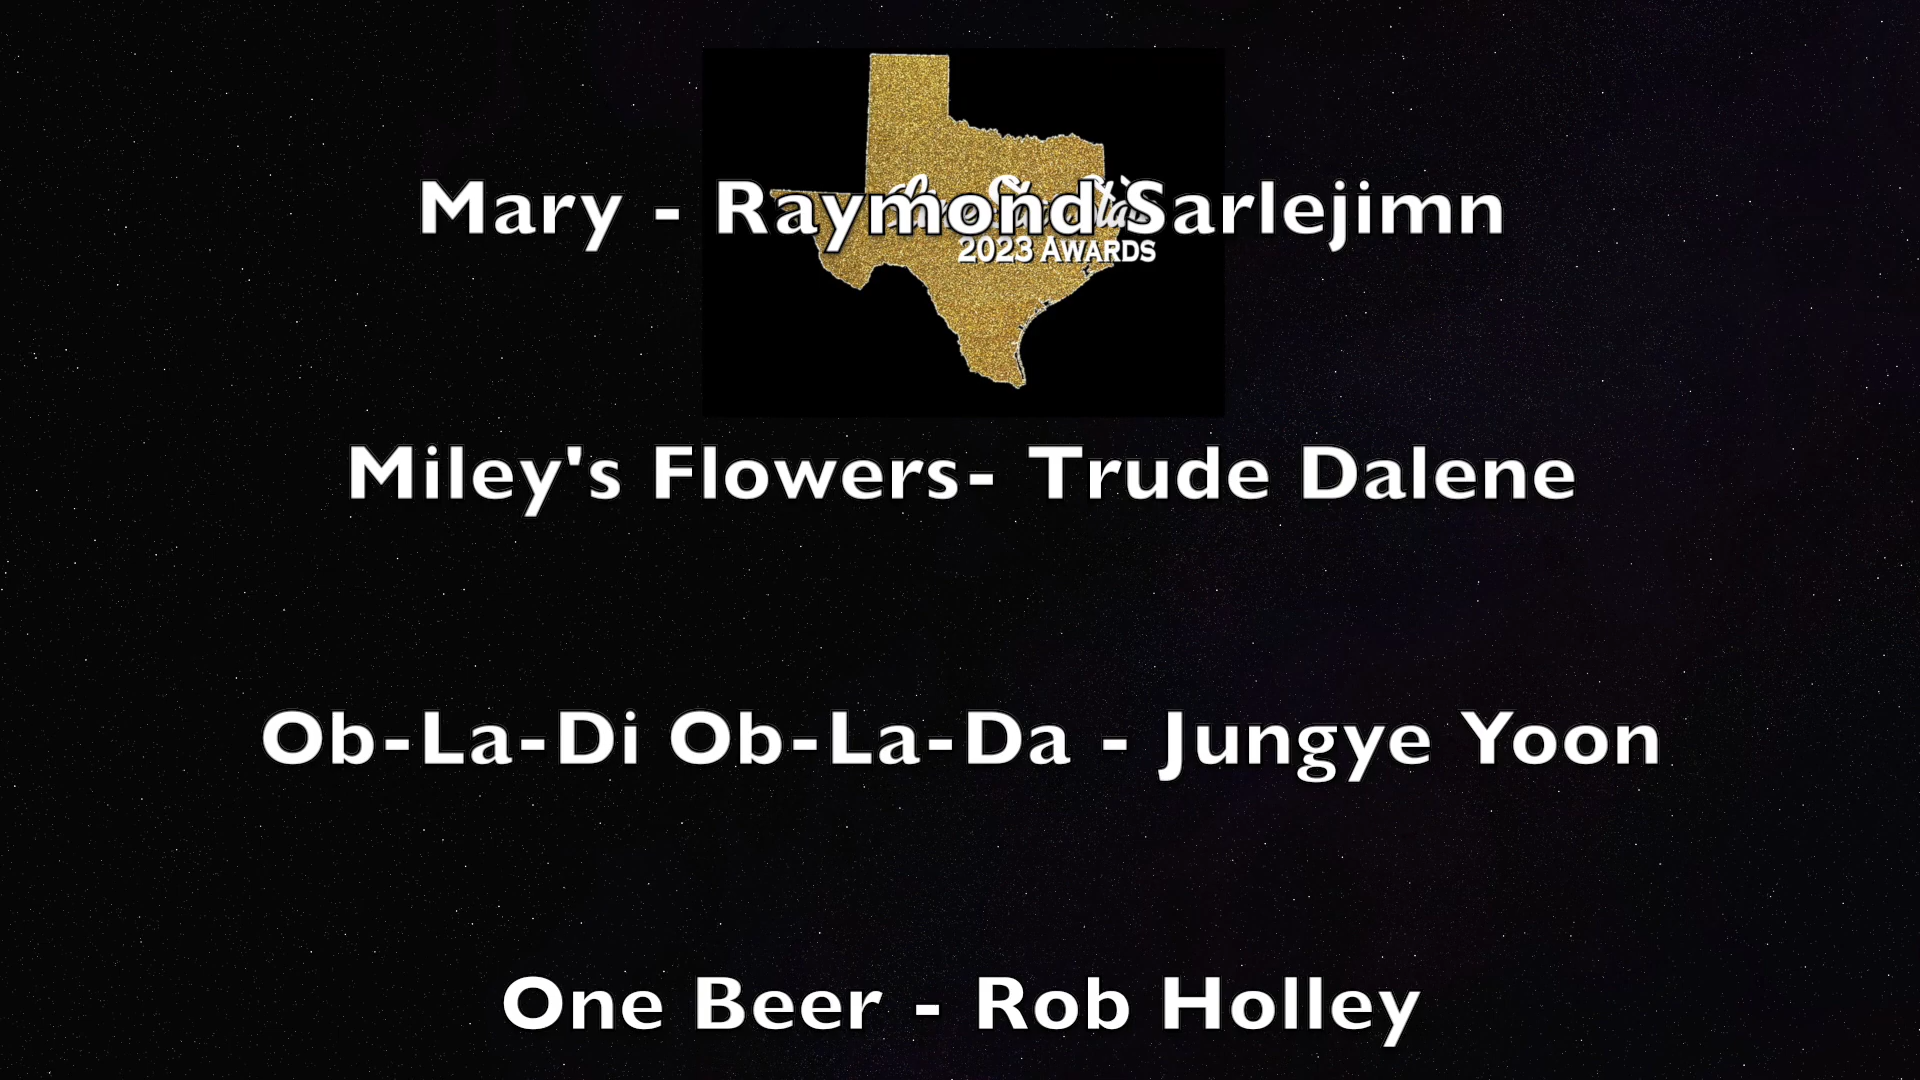 Mary - Raymond Sarlejimn
2023 AWARDS
Miley's Flowers- Trude Dalene
Ob-La-Di Ob-La-Da - Jungye Yoon
One Beer - Rob Holley